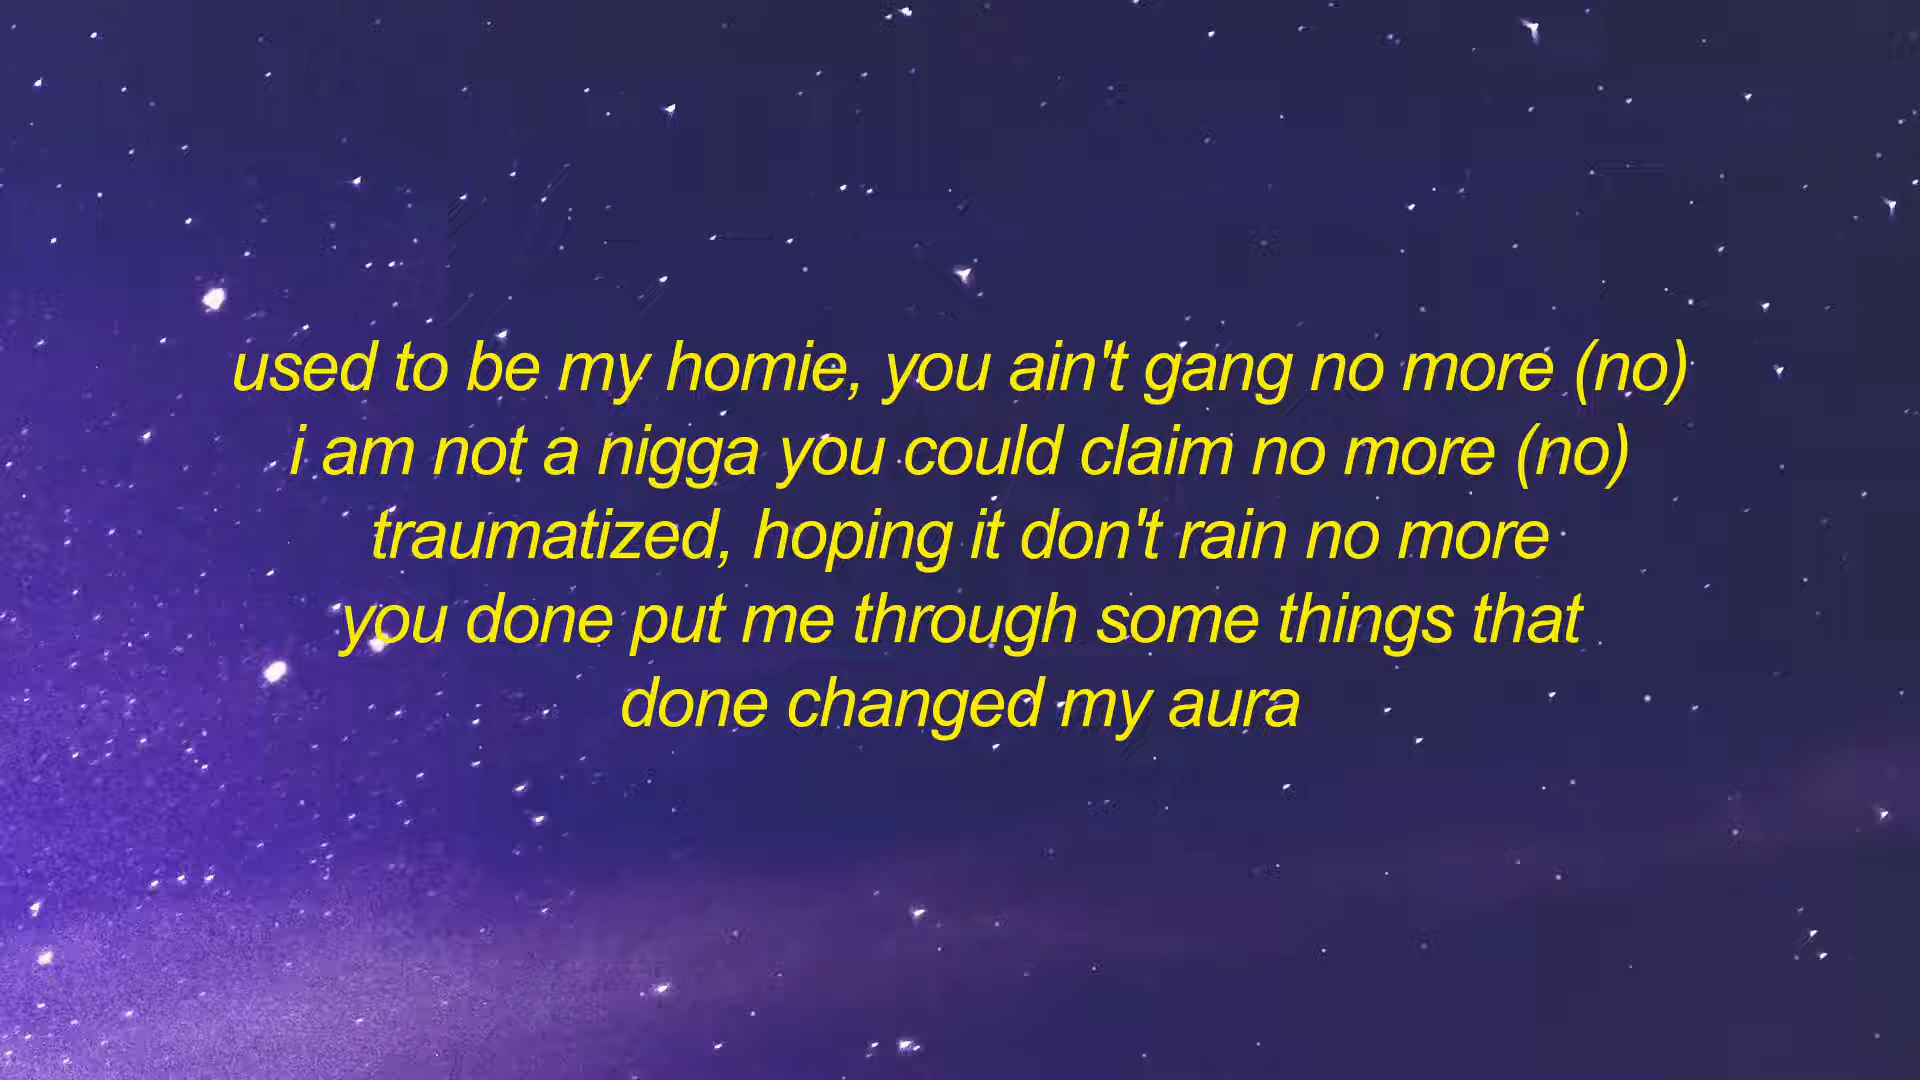 used to be my homie, you ain't gang no more (no)
i am not a nigga you could claim no more (no)
traumatized, hoping it don't rain no more
you done put me through some things that
done changed my aura